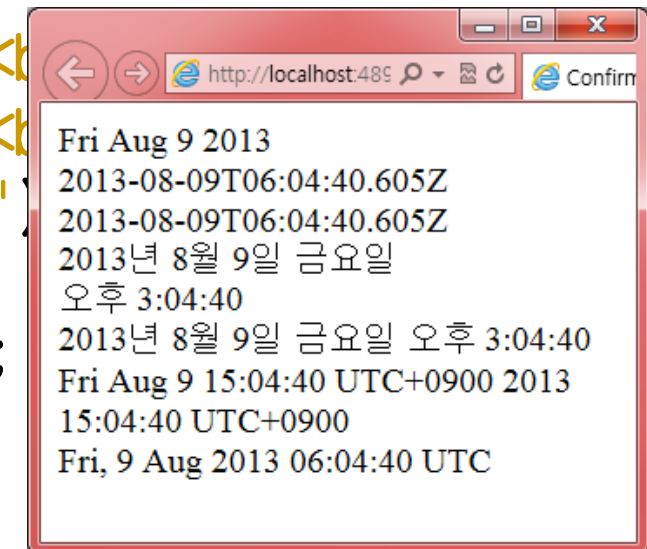 http://localhost:489
Confirm
<b
<b
" )
;
Fri Aug 9 2013
2013-08-09T06:04:40.605Z
2013-08-09T06:04:40.605Z
2013년 8월 9일 금요일
오후 3:04:40
2013년 8월 9일 금요일 오후 3:04:40
Fri Aug 9 15:04:40 UTC+0900 2013
15:04:40 UTC+0900
Fri, 9 Aug 2013 06:04:40 UTC